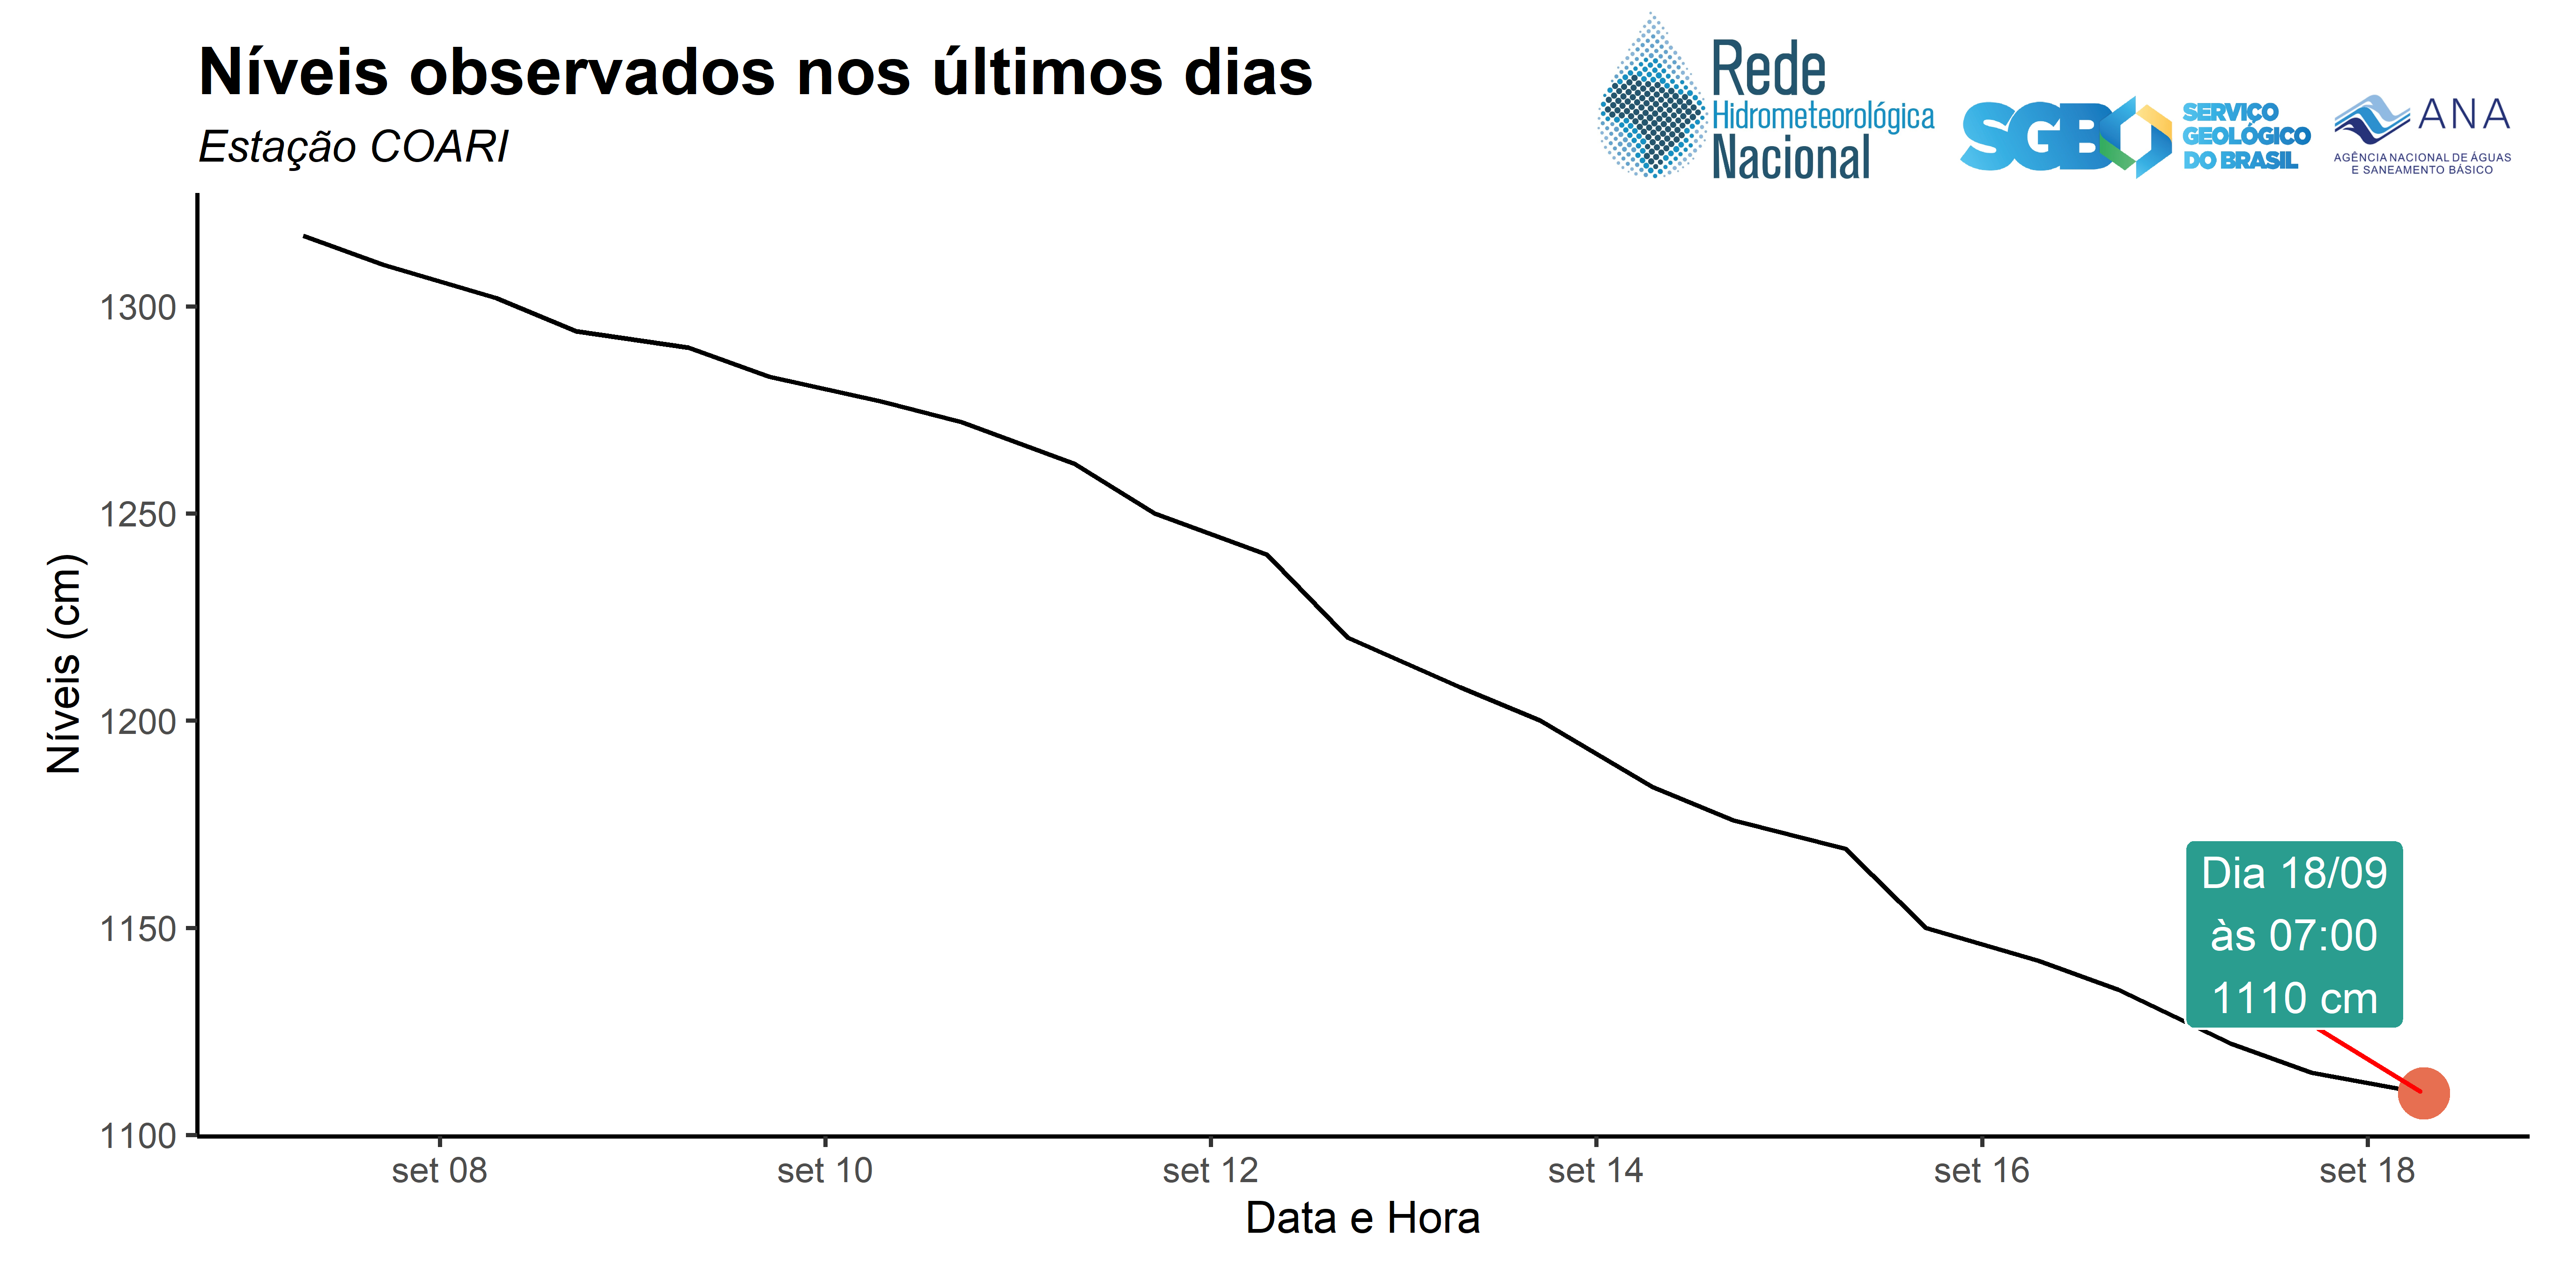 Níveis observados nos últimos dias
Estação COARI
Rede
Hidrometeorológica
Nacional
SGB
SERVIÇO
GEOLÓGICO
DO BRASIL
ANA
AGÊNCIA NACIONAL DE ÁGUAS
E SANEAMENTO BÁSICO
Níveis (cm)
1300
1250
1200
1150
1100
Dia 18/09
às 07:00
1110 cm
set 08
set 10
set 12
set 14
set 16
set 18
Data e Hora